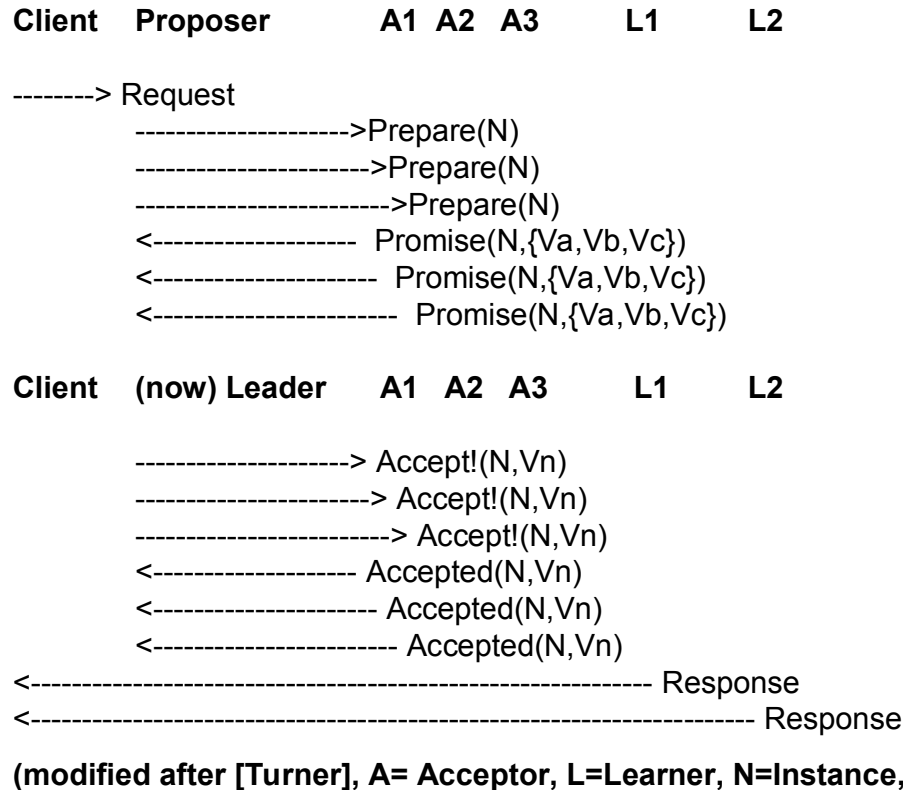 Client Proposer A1 A2 A3 L1 L2
--------> Request
--------------------->Prepare(N)
----------------------->Prepare(N)
------------------------->Prepare(N)
<-------------------- Promise(N,{Va,Vb,Vc})
<---------------------- Promise(N,{Va,Vb,Vc})
<------------------------ Promise(N,{Va,Vb,Vc})
Client (now) Leader A1 A2 A3 L1 L2
---------------------> Accept!(N,Vn)
-----------------------> Accept!(N,Vn)
-------------------------> Accept!(N,Vn)
<-------------------- Accepted(N,Vn)
<---------------------- Accepted(N,Vn)
<------------------------ Accepted(N,Vn)
<------------------------------------------------------------- Response
<----------------------------------------------------------------------- Response
(modified after [Turner], A= Acceptor, L=Learner, N=Instance,